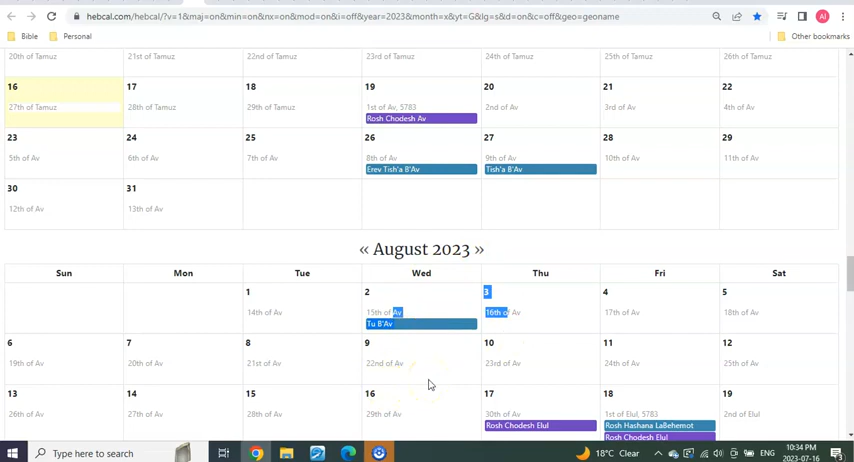 hebcal.com/hebcal/?v=1&maj=on&min=on&nx=on&mod=on&i=off&year=2023&month=x&yt=G&lg=s&d=on&c=off&geo=geoname
AI
Bible Personal Other bookmarks
20th of Tamuz 21st of Tamuz 22nd of Tamuz 23rd of Tamuz 24th of Tamuz 25th of Tamuz 26th of Tamuz
16 17 18 19 20 21 22
27th of Tamuz 28th of Tamuz 29th of Tamuz 1st of Av, 5783 2nd of Av 3rd of Av 4th of Av
Rosh Chodesh Av
23 24 25 26 27 28 29
5th of Av 6th of Av 7th of Av 8th of Av 9th of Av 10th of Av 11th of Av
Erev Tish'a B'Av Tish'a B'Av
30 31
12th of Av 13th of Av
« August 2023 »
Sun Mon Tue Wed Thu Fri Sat
1 2 3 4 5
14th of Av 15th of Av 16th of Av 17th of Av 18th of Av
Tu B'Av
6 7 8 9 10 11 12
19th of Av 20th of Av 21st of Av 22nd of Av 23rd of Av 24th of Av 25th of Av
13 14 15 16 17 18 19
26th of Av 27th of Av 28th of Av 29th of Av 30th of Av 1st of Elul, 5783 2nd of Elul
Rosh Chodesh Elul Rosh Hashana LaBehemot
Rosh Chodesh Elul
Type here to search
18°C Clear
ENG
10:34 PM
2023-07-16
3